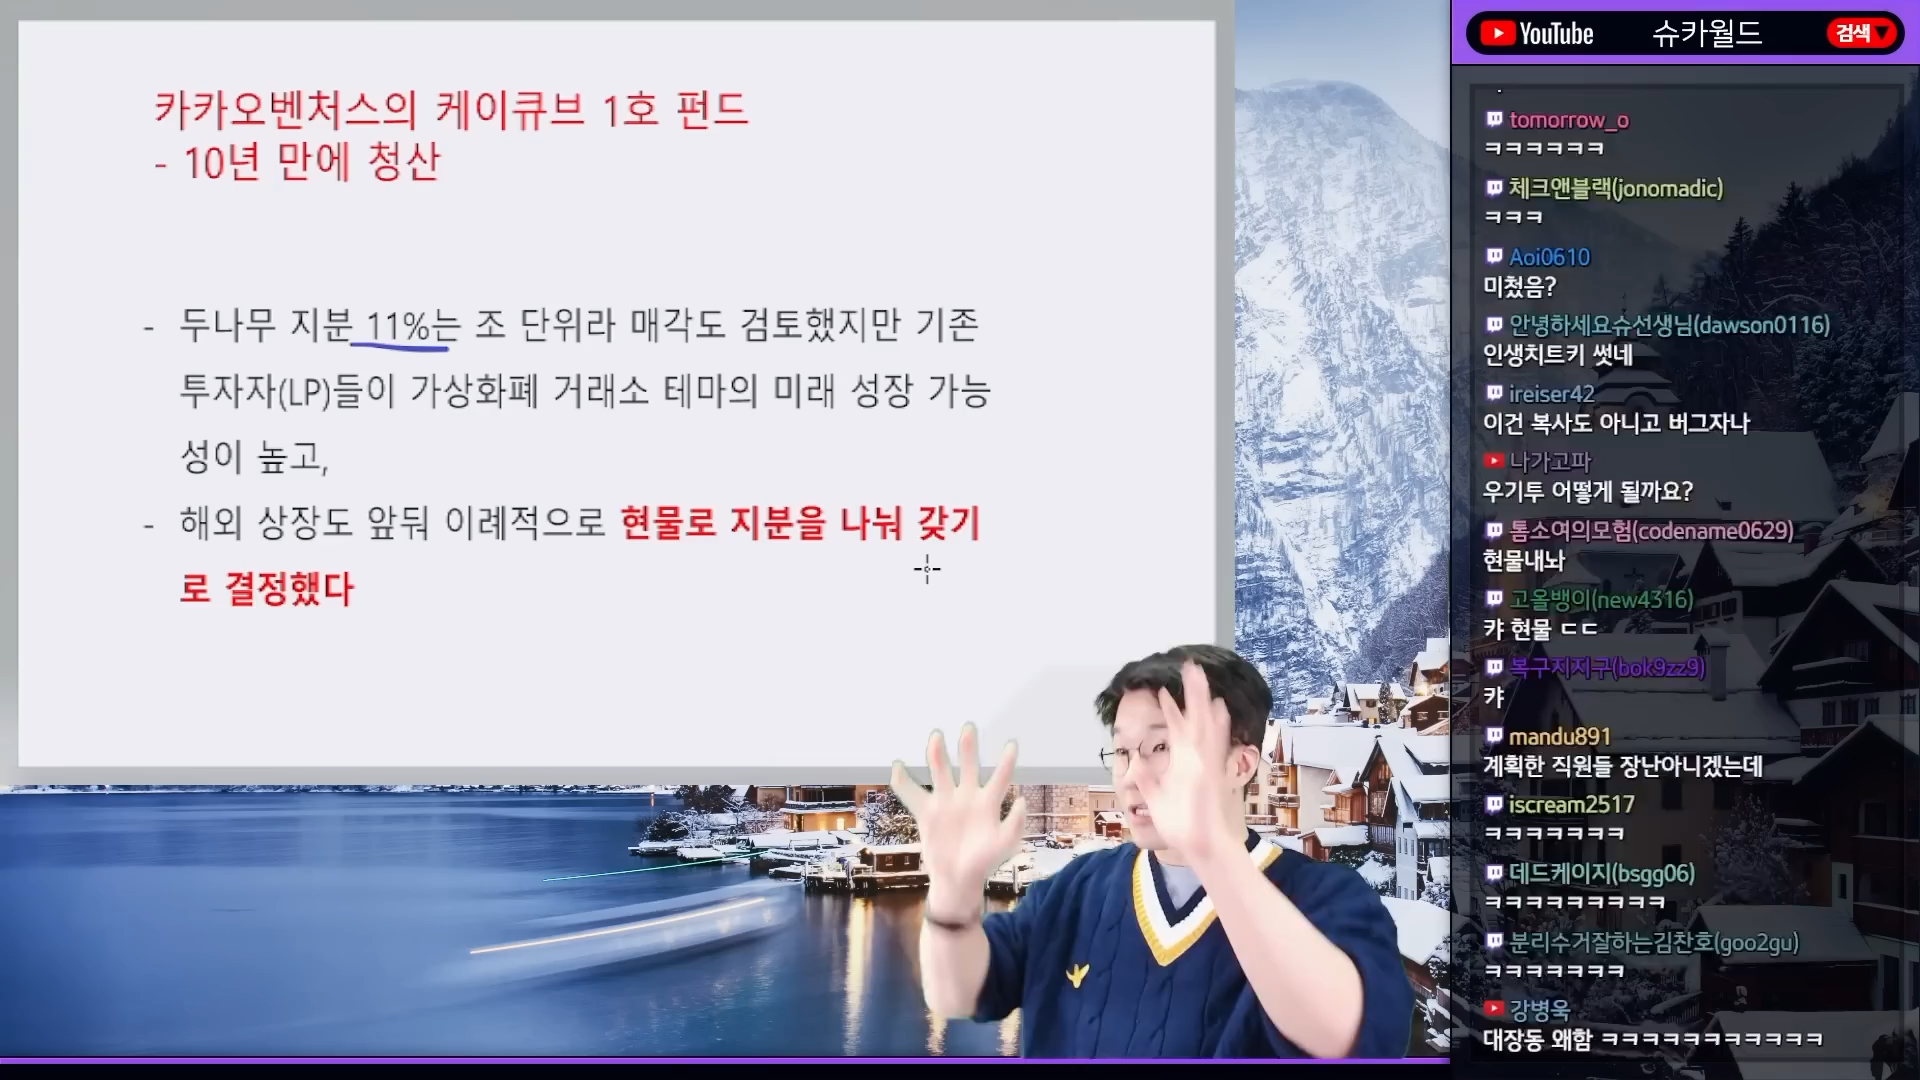 카카오벤처스의 케이큐브 1호 펀드
- 10년 만에 청산
- 두나무 지분 11%는 조 단위라 매각도 검토했지만 기존
투자자(LP)들이 가상화폐 거래소 테마의 미래 성장 가능
성이 높고,
- 해외 상장도 앞둬 이례적으로 현물로 지분을 나눠 갖기
로 결정했다
YouTube 슈카월드 검색▼
tomorrow_o
ㅋㅋㅋㅋㅋㅋ
체크앤블랙(jonomadic)
ㅋㅋㅋ
Aoi0610
미쳤음?
안녕하세요슈선생님(dawson0116)
인생치트키 썻네
ireiser42
이건 복사도 아니고 버그자나
나가고파
우기투 어떻게 될까요?
톰소여의모험(codename0629)
현물내놔
고올뱅이(new4316)
캬 현물 ㄷㄷ
복구지지구(bok9zz9)
캬
mandu891
계획한 직원들 장난아니겠는데
iscream2517
ㅋㅋㅋㅋㅋㅋㅋ
데드케이지(bsgg06)
ㅋㅋㅋㅋㅋㅋㅋㅋㅋ
분리수거잘하는김찬호(goo2gu)
ㅋㅋㅋㅋㅋㅋㅋ
강병욱
대장동 왜함 ㅋㅋㅋㅋㅋㅋㅋㅋㅋㅋㅋ